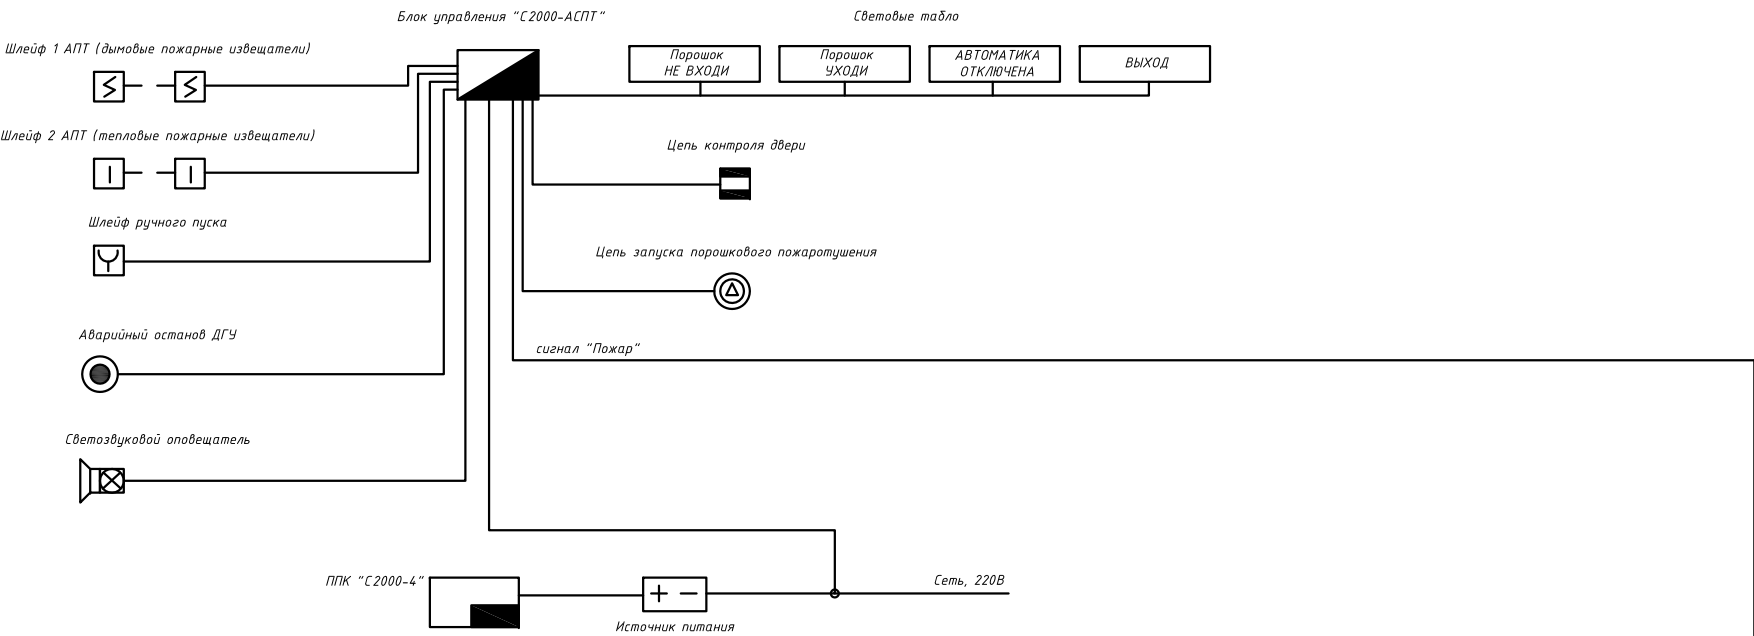 Блок управления "С2000-АСПТ"
Световые табло
Шлейф 1 АПТ (дымовые пожарные извещатели)
Порошок
НЕ ВХОДИ
Порошок
УХОДИ
АВТОМАТИКА
ОТКЛЮЧЕНА
ВЫХОД
Шлейф 2 АПТ (тепловые пожарные извещатели)
Цепь контроля двери
Шлейф ручного пуска
Цепь запуска порошкового пожаротушения
Аварийный останов ДГУ
сигнал "Пожар"
Светозвуковой оповещатель
ППК "С2000-4"
Сеть, 220В
Источник питания